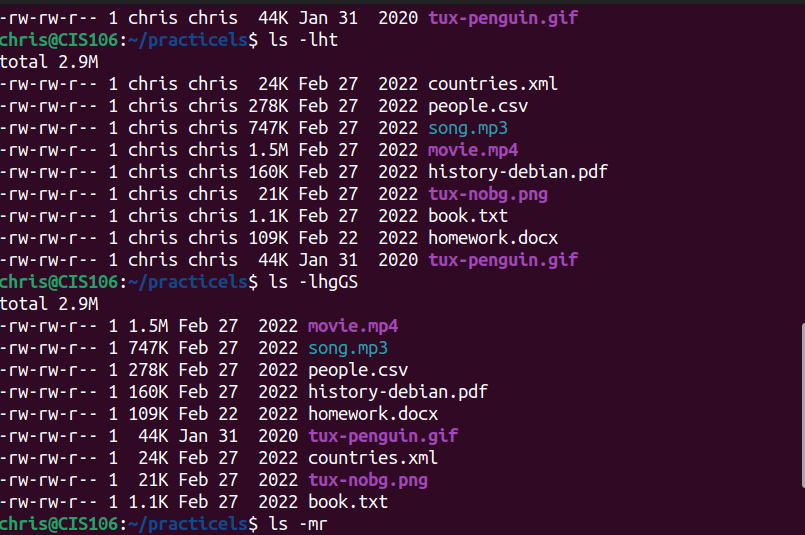 -rw-rw-r-- 1 chris chris  44K Jan 31  2020 tux-penguin.gif
chris@CIS106:~/practicels$ ls -lht
total 2.9M
-rw-rw-r-- 1 chris chris  24K Feb 27  2022 countries.xml
-rw-rw-r-- 1 chris chris 278K Feb 27  2022 people.csv
-rw-rw-r-- 1 chris chris 747K Feb 27  2022 song.mp3
-rw-rw-r-- 1 chris chris 1.5M Feb 27  2022 movie.mp4
-rw-rw-r-- 1 chris chris 160K Feb 27  2022 history-debian.pdf
-rw-rw-r-- 1 chris chris  21K Feb 27  2022 tux-nobg.png
-rw-rw-r-- 1 chris chris 1.1K Feb 27  2022 book.txt
-rw-rw-r-- 1 chris chris 109K Feb 22  2022 homework.docx
-rw-rw-r-- 1 chris chris  44K Jan 31  2020 tux-penguin.gif
chris@CIS106:~/practicels$ ls -lhgGS
total 2.9M
-rw-rw-r-- 1 1.5M Feb 27  2022 movie.mp4
-rw-rw-r-- 1 747K Feb 27  2022 song.mp3
-rw-rw-r-- 1 278K Feb 27  2022 people.csv
-rw-rw-r-- 1 160K Feb 27  2022 history-debian.pdf
-rw-rw-r-- 1 109K Feb 22  2022 homework.docx
-rw-rw-r-- 1  44K Jan 31  2020 tux-penguin.gif
-rw-rw-r-- 1  24K Feb 27  2022 countries.xml
-rw-rw-r-- 1  21K Feb 27  2022 tux-nobg.png
-rw-rw-r-- 1 1.1K Feb 27  2022 book.txt
chris@CIS106:~/practicels$ ls -mr